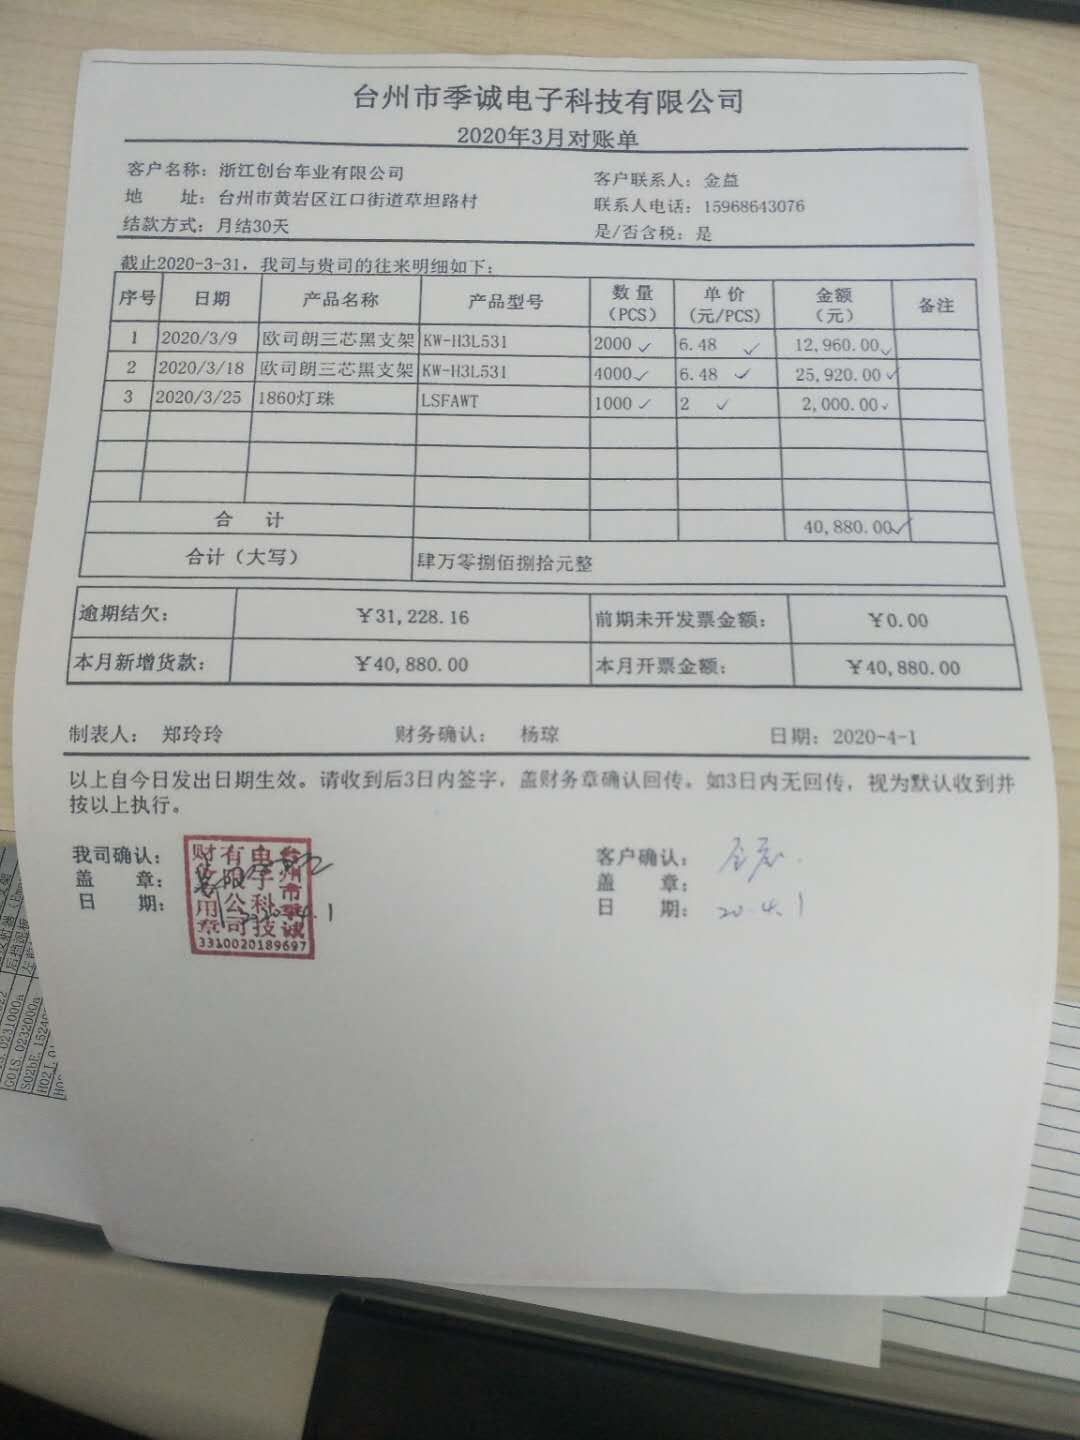 台州市季诚电子科技有限公司
2020年3月对账单
客户名称：浙江创台车业有限公司 客户联系人：金益
地 址：台州市黄岩区江口街道草坦路村 联系人电话：15968643076
结款方式：月结30天 是/否含税：是
截止2020-3-31，我司与贵司的往来明细如下：
序号 日期 产品名称 产品型号 数量（PCS） 单价（元/PCS） 金额（元） 备注
1 2020/3/9 欧司朗三芯黑支架 KW-H3L531 2000 6.48 12,960.00
2 2020/3/18 欧司朗三芯黑支架 KW-H3L531 4000 6.48 25,920.00
3 2020/3/25 1860灯珠 LSFAWT 1000 2 2,000.00
合 计 40,880.00
合计（大写） 肆万零捌佰捌拾元整
逾期结欠： ￥31,228.16 前期未开发票金额： ￥0.00
本月新增货款： ￥40,880.00 本月开票金额： ￥40,880.00
制表人： 郑玲玲 财务确认： 杨琼 日期：2020-4-1
以上自今日发出日期生效。请收到后3日内签字，盖财务章确认回传。如3日内无回传，视为默认收到并
按以上执行。
我司确认： 客户确认：
盖 章： 盖 章：
日 期： 2020.4.1 日 期： 20.4.1
台州市季诚电子科技有限公司财务专用章
3310020189697
G01S.0231000a
G01S.0232000a